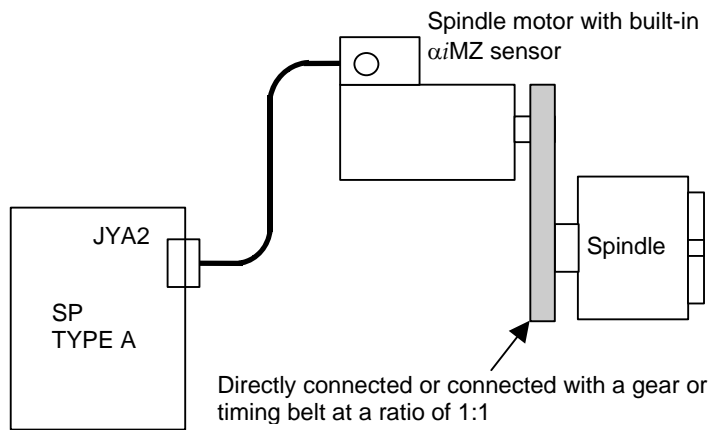 Spindle motor with built-in
αiMZ sensor
JYA2
Spindle
SP
TYPE A
Directly connected or connected with a gear or
timing belt at a ratio of 1:1